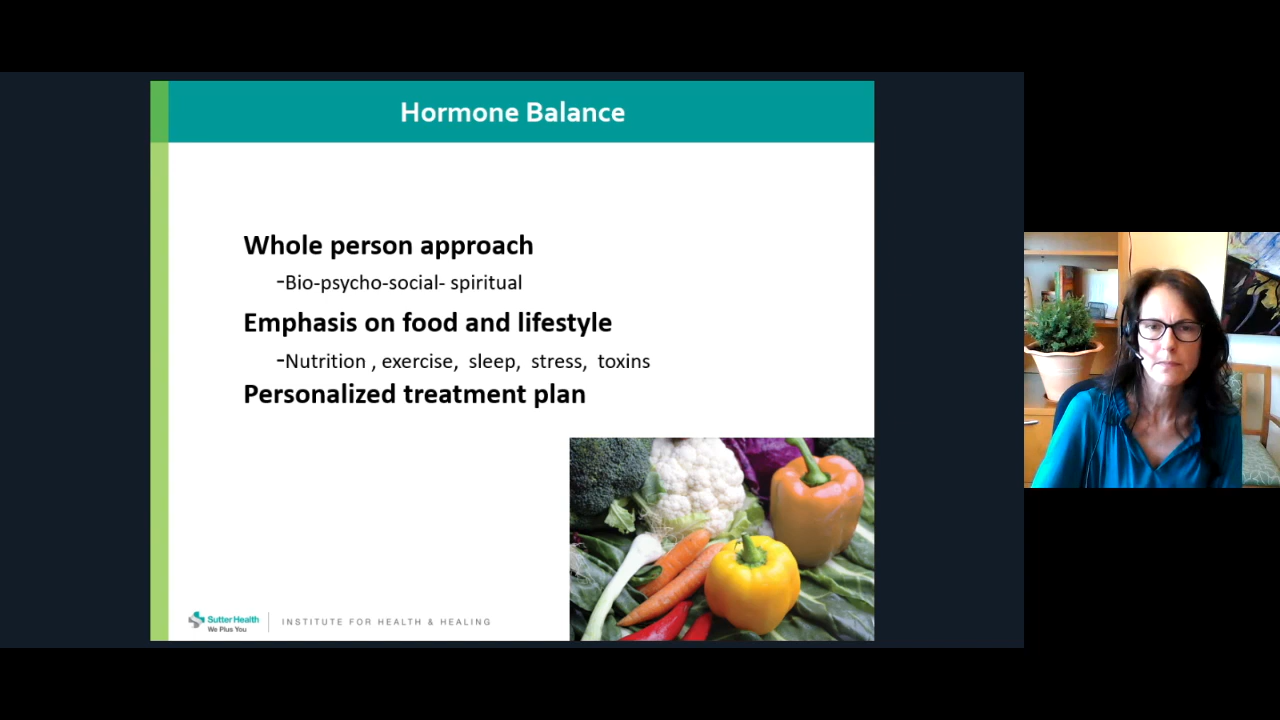 Hormone Balance
Whole person approach
-Bio-psycho-social- spiritual
Emphasis on food and lifestyle
-Nutrition , exercise, sleep, stress, toxins
Personalized treatment plan
Sutter Health
We Plus You
INSTITUTE FOR HEALTH & HEALING